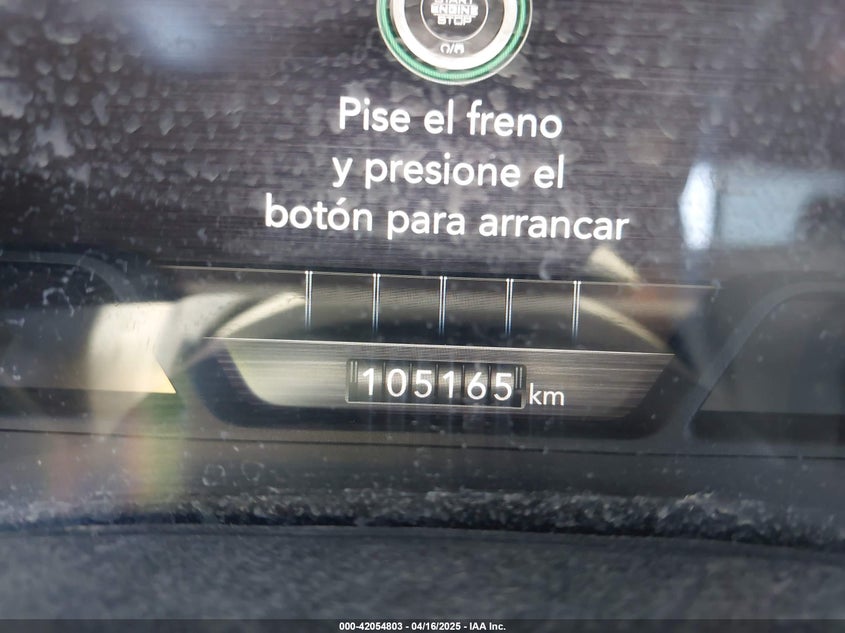 START
ENGINE
STOP
Pise el freno
y presione el
botón para arrancar
105165 km
000-42054803 - 04/16/2025 - IAA Inc.